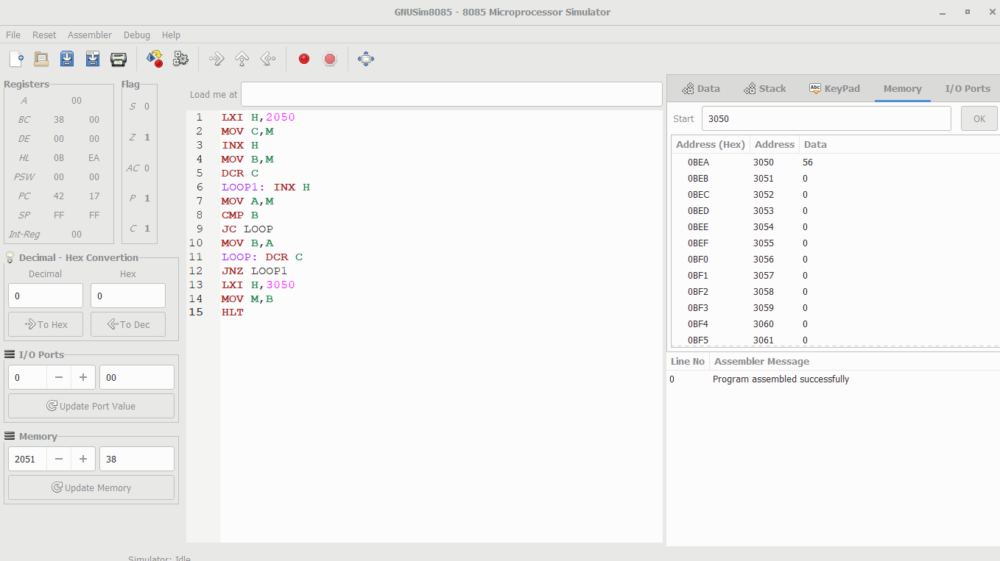 GNUSim8085 - 8085 Microprocessor Simulator
File Reset Assembler Debug Help
Registers
A 00
BC 38 00
DE 00 00
HL 0B EA
PSW 00 00
PC 42 17
SP FF FF
Int-Reg 00
Flag
S 0
Z 1
AC 0
P 1
C 1
Decimal - Hex Convertion
Decimal Hex
0 0
To Hex To Dec
I/O Ports
0 − + 00
Update Port Value
Memory
2051 − + 38
Update Memory
Load me at
1 LXI H,2050
2 MOV C,M
3 INX H
4 MOV B,M
5 DCR C
6 LOOP1: INX H
7 MOV A,M
8 CMP B
9 JC LOOP
10 MOV B,A
11 LOOP: DCR C
12 JNZ LOOP1
13 LXI H,3050
14 MOV M,B
15 HLT
Data Stack Abc KeyPad Memory I/O Ports
Start 3050 OK
Address (Hex) Address Data
0BEA 3050 56
0BEB 3051 0
0BEC 3052 0
0BED 3053 0
0BEE 3054 0
0BEF 3055 0
0BF0 3056 0
0BF1 3057 0
0BF2 3058 0
0BF3 3059 0
0BF4 3060 0
0BF5 3061 0
Line No Assembler Message
0 Program assembled successfully
Simulator: Idle